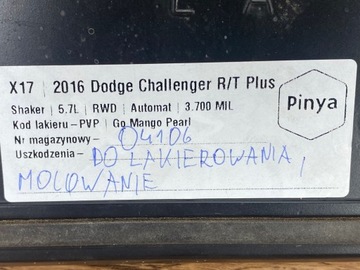 X17 | 2016 Dodge Challenger R/T Plus
Shaker | 5.7L | RWD | Automat | 3.700 MIL
Kod lakieru - PVP | Go Mango Pearl
Nr magazynowy - 04106
Uszkodzenia - DO LAKIEROWANIA,
MOCOWANIE
Pinya